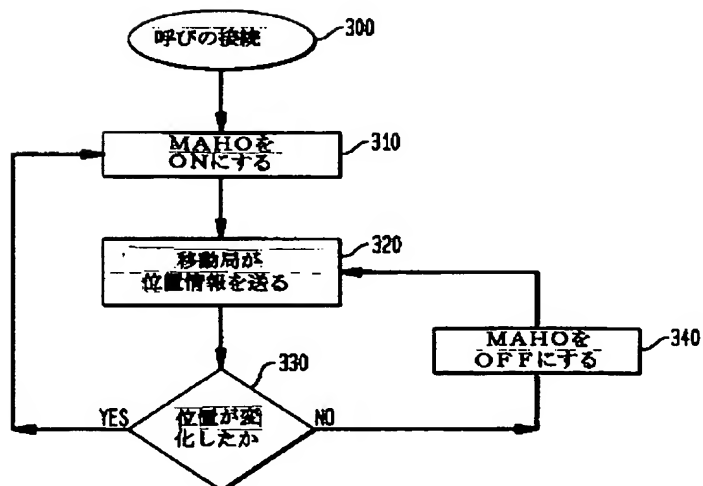 呼びの接続
300
MAHOを
ONにする
310
320
移動局が
位置情報を送る
MAHOを
OFFにする
340
330
YES
位置が変
化したか
NO